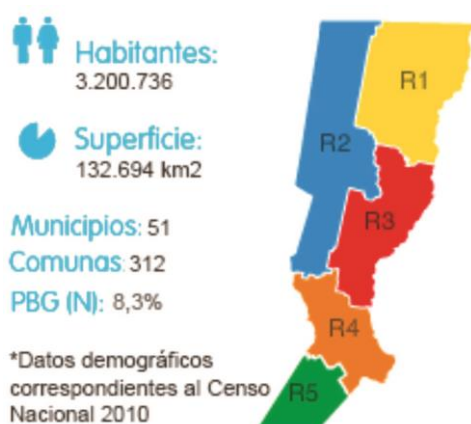 Habitantes:
3.200.736
Superficie:
132.694 km2
Municipios: 51
Comunas: 312
PBG (N): 8,3%
*Datos demográficos
correspondientes al Censo
Nacional 2010
R1
R2
R3
R4
R5